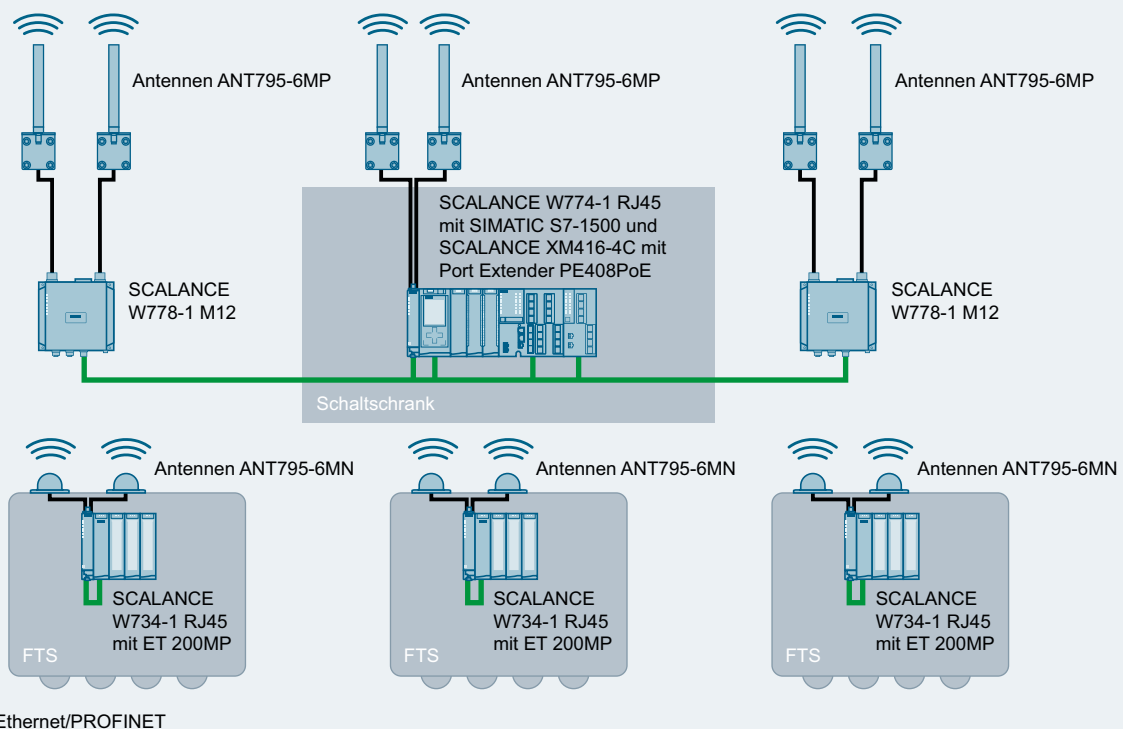 Antennen ANT795-6MP
Antennen ANT795-6MP
Antennen ANT795-6MP
SCALANCE W774-1 RJ45
mit SIMATIC S7-1500 und
SCALANCE XM416-4C mit
Port Extender PE408PoE
SCALANCE
W778-1 M12
SCALANCE
W778-1 M12
Schaltschrank
Antennen ANT795-6MN
Antennen ANT795-6MN
Antennen ANT795-6MN
SCALANCE
W734-1 RJ45
mit ET 200MP
FTS
SCALANCE
W734-1 RJ45
mit ET 200MP
FTS
SCALANCE
W734-1 RJ45
mit ET 200MP
FTS
Ethernet/PROFINET